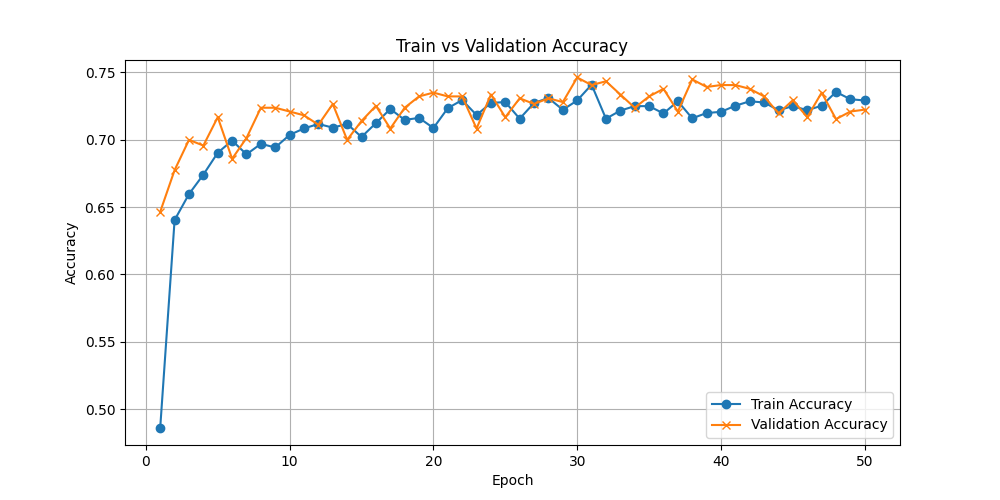 Train vs Validation Accuracy
Accuracy
0.75
0.70
0.65
0.60
0.55
0.50
0 10 20 30 40 50
Epoch
Train Accuracy
Validation Accuracy